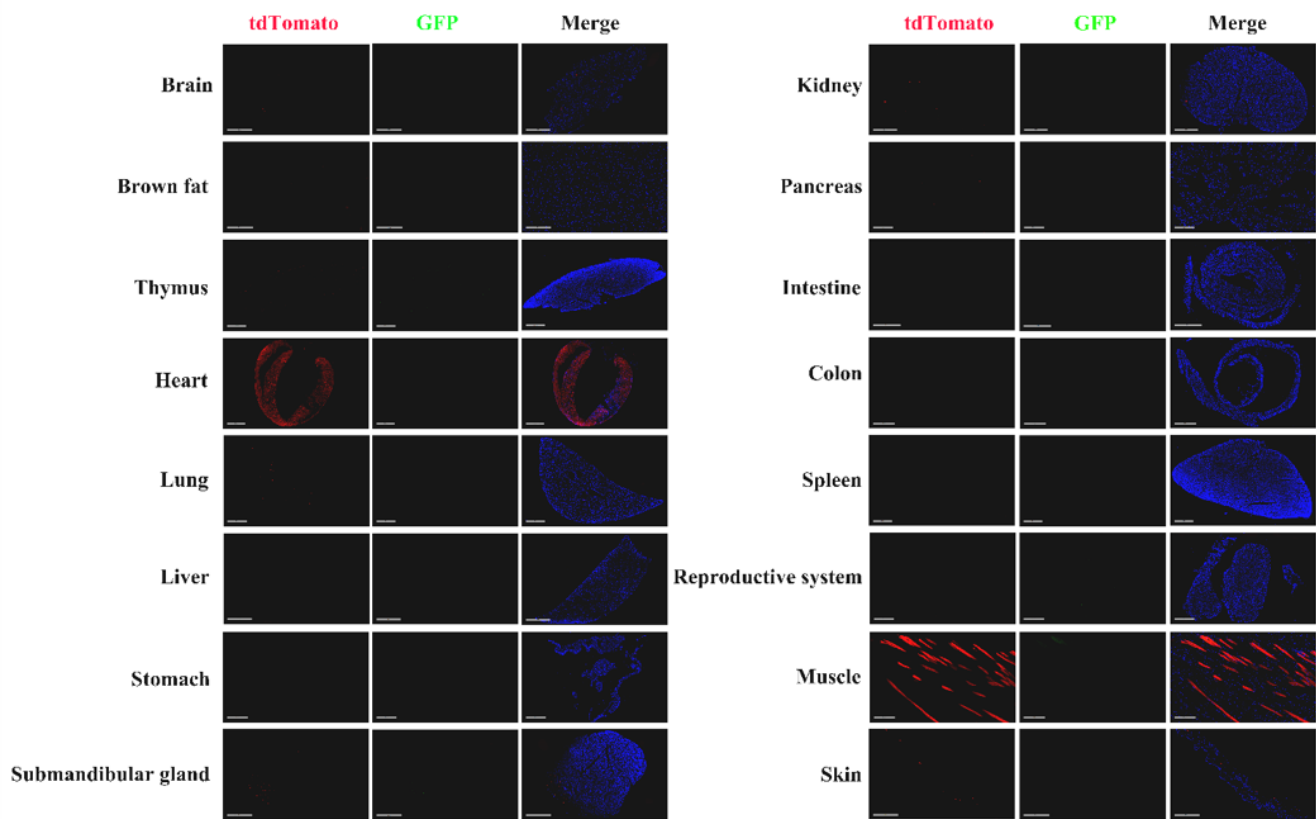 tdTomato GFP Merge
Brain
Brown fat
Thymus
Heart
Lung
Liver
Stomach
Submandibular gland
tdTomato GFP Merge
Kidney
Pancreas
Intestine
Colon
Spleen
Reproductive system
Muscle
Skin